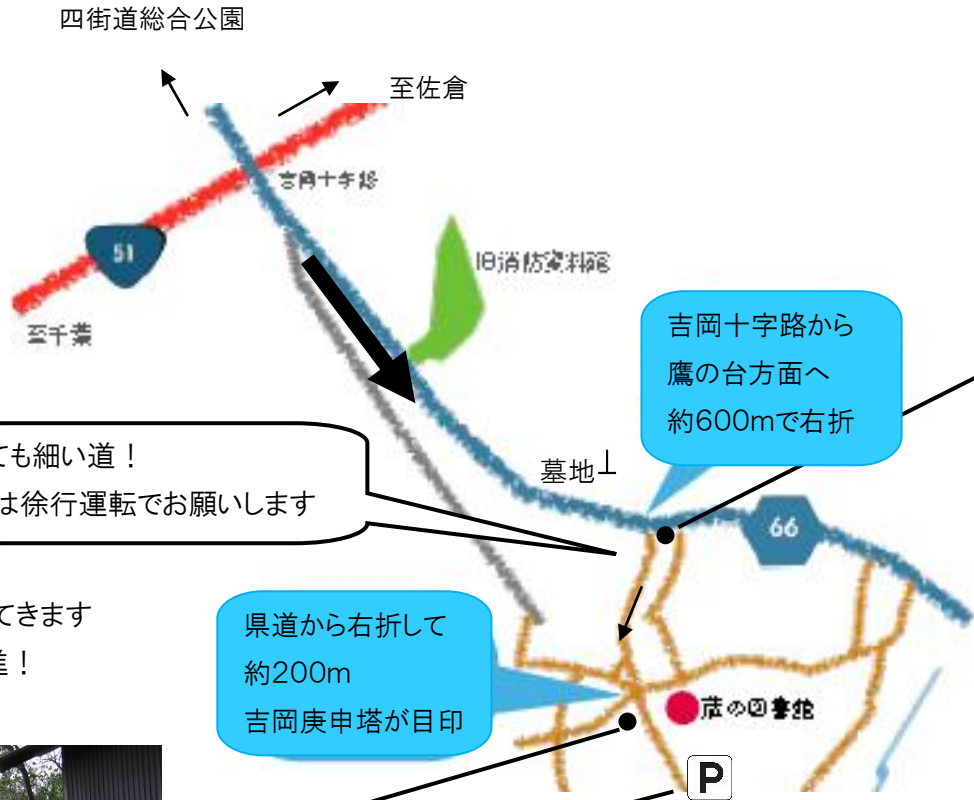 四街道総合公園
至佐倉
吉岡十字路
51
旧消防資料館
至千葉
吉岡十字路から
鷹の台方面へ
約600mで右折
ても細い道！
は徐行運転でお願いします
墓地
66
てきます
進！
県道から右折して
約200m
吉岡庚申塔が目印
蔵の図書館
P